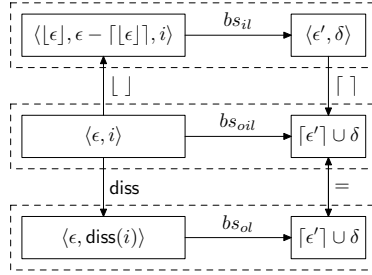 ⟨⌊ϵ⌋, ϵ − ⌈⌊ϵ⌋⌉, i⟩ bs_il ⟨ϵ′, δ⟩
⌊ ⌋ ⌈ ⌉
⟨ϵ, i⟩ bs_oil ⌈ϵ′⌉ ∪ δ
diss =
⟨ϵ, diss(i)⟩ bs_ol ⌈ϵ′⌉ ∪ δ